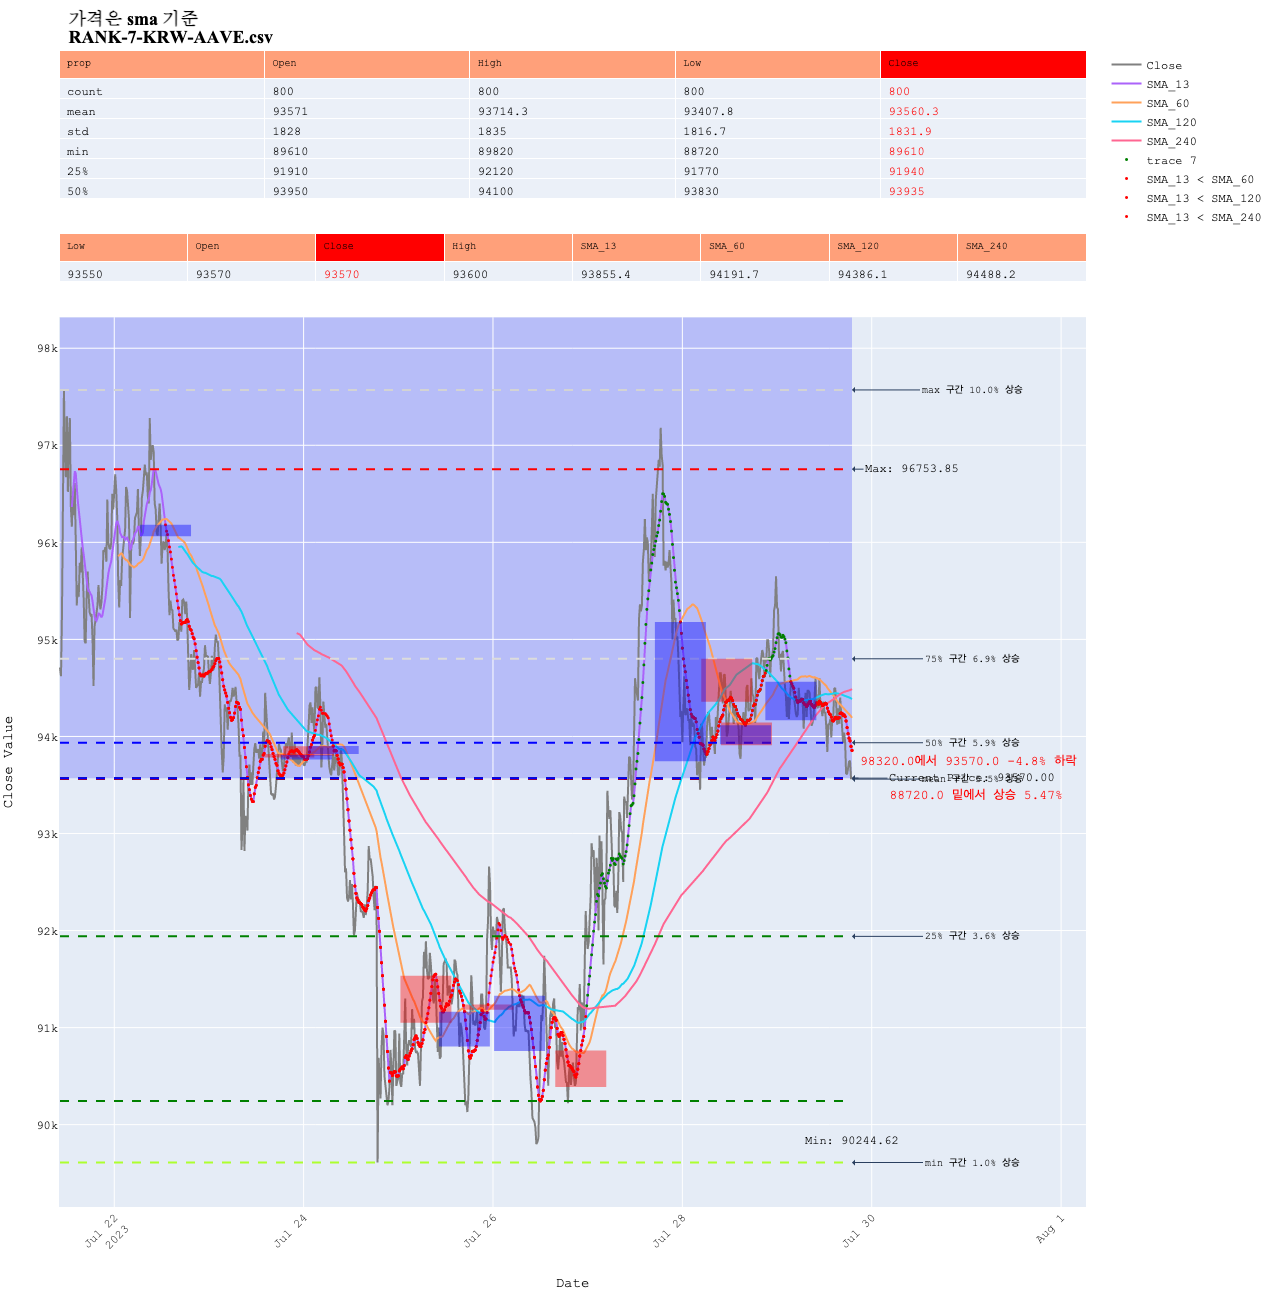 가격은 sma 기준
RANK-7-KRW-AAVE.csv
prop Open High Low Close
count 800 800 800 800
mean 93571 93714.3 93407.8 93560.3
std 1828 1835 1816.7 1831.9
min 89610 89820 88720 89610
25% 91910 92120 91770 91940
50% 93950 94100 93830 93935
Low Open Close High SMA_13 SMA_60 SMA_120 SMA_240
93550 93570 93570 93600 93855.4 94191.7 94386.1 94488.2
Close
SMA_13
SMA_60
SMA_120
SMA_240
trace 7
SMA_13 < SMA_60
SMA_13 < SMA_120
SMA_13 < SMA_240
98k
max 구간 10.0% 상승
97k
Max: 96753.85
96k
95k
75% 구간 6.9% 상승
94k
50% 구간 5.9% 상승
98320.0에서 93570.0 -4.8% 하락
Current Price: 93570.00
mean 구간 5.5% 상승
88720.0 밑에서 상승 5.47%
93k
92k
25% 구간 3.6% 상승
91k
90k
Min: 90244.62
min 구간 1.0% 상승
Close Value
Jul 22
2023
Jul 24
Jul 26
Jul 28
Jul 30
Aug 1
Date